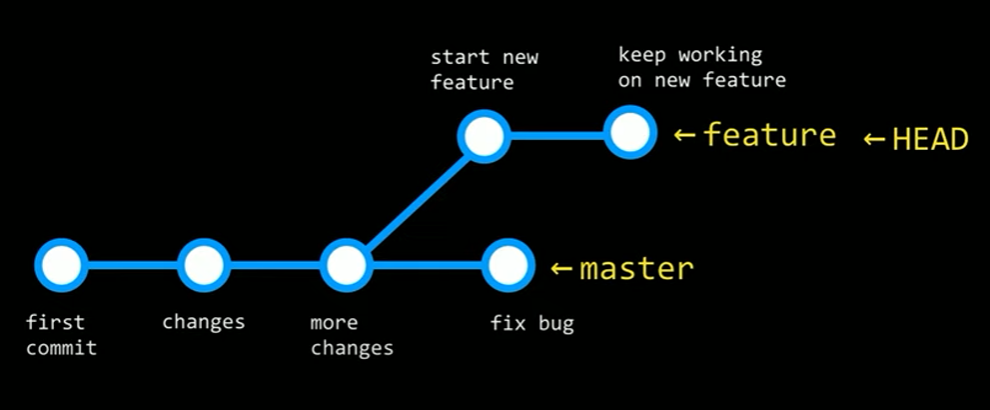 start new
feature
keep working
on new feature
←feature ←HEAD
←master
first
commit
changes
more
changes
fix bug